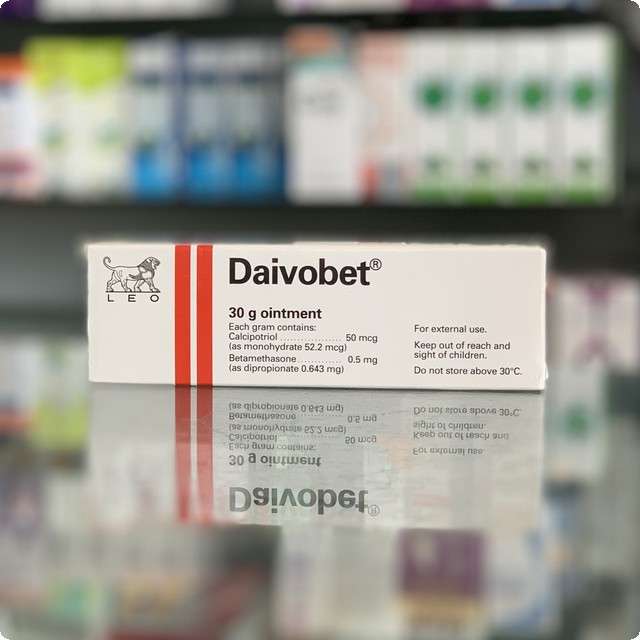 LEO
Daivobet®
30 g ointment
Each gram contains:
Calcipotriol ................... 50 mcg
(as monohydrate 52.2 mcg)
Betamethasone ............. 0.5 mg
(as dipropionate 0.643 mg)
For external use.
Keep out of reach and
sight of children.
Do not store above 30°C.